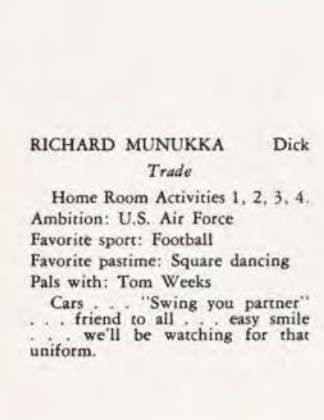 RICHARD MUNUKKA Dick
Trade
Home Room Activities 1, 2, 3, 4.
Ambition: U.S. Air Force
Favorite sport: Football
Favorite pastime: Square dancing
Pals with: Tom Weeks
Cars . . . "Swing you partner"
. . . friend to all . . . easy smile
. . . we'll be watching for that
uniform.